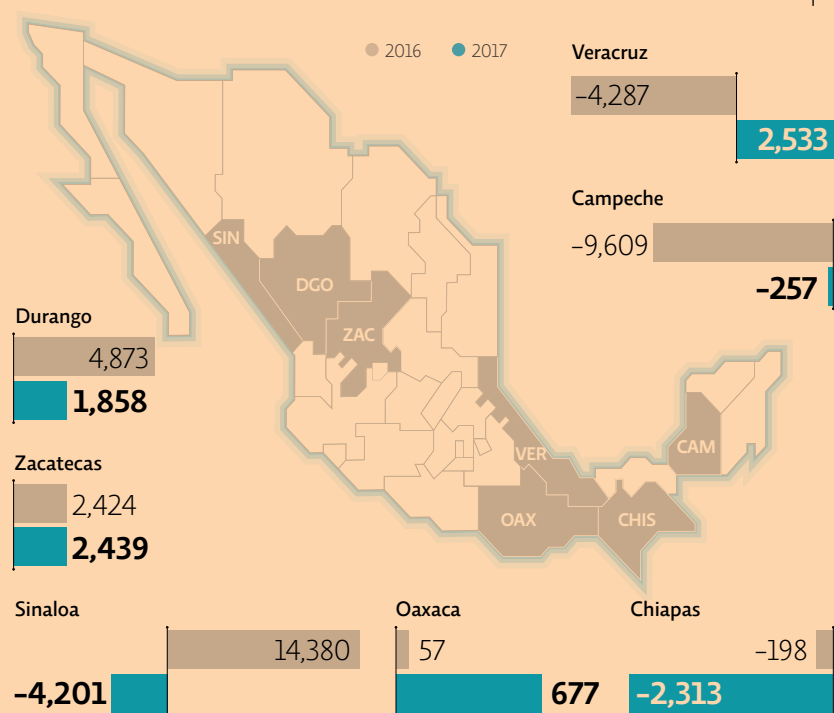 2016 2017
Veracruz
–4,287
2,533
Campeche
–9,609
–257
SIN
DGO
ZAC
VER
CAM
OAX
CHIS
Durango
4,873
1,858
Zacatecas
2,424
2,439
Sinaloa
14,380
–4,201
Oaxaca
57
677
Chiapas
–198
–2,313